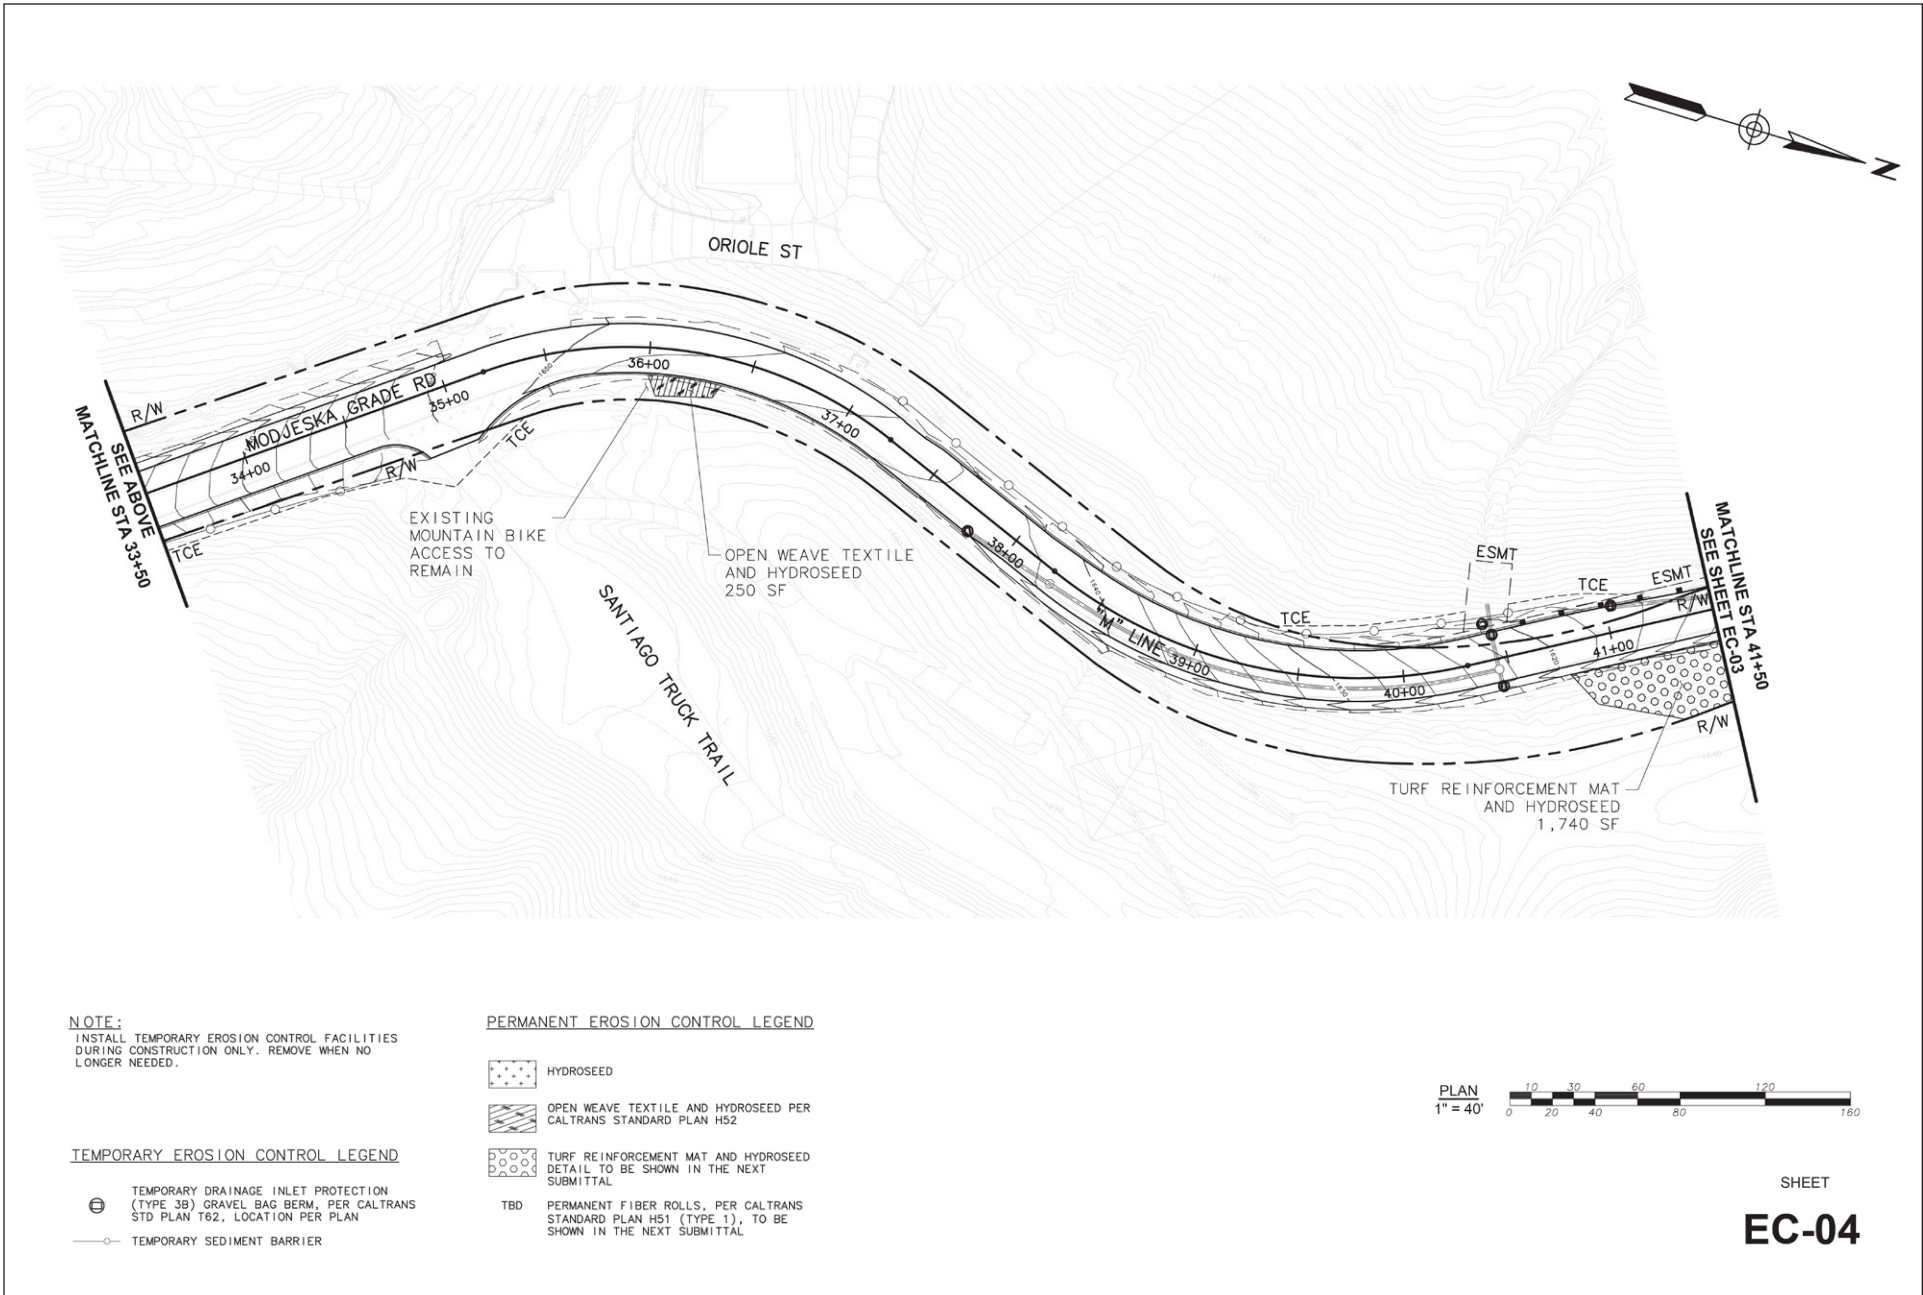 ORIOLE ST
N
R/W
MODJESKA GRADE RD
34+00
35+00
1650
36+00
37+00
38+00
1640
"M" LINE
39+00
1630
40+00
1620
41+00
R/W
TCE
TCE
TCE
ESMT
TCE
ESMT
R/W
R/W
SEE ABOVE
MATCHLINE STA 33+50
MATCHLINE STA 41+50
SEE SHEET EC-03
EXISTING
MOUNTAIN BIKE
ACCESS TO
REMAIN
OPEN WEAVE TEXTILE
AND HYDROSEED
250 SF
SANTIAGO TRUCK TRAIL
TURF REINFORCEMENT MAT
AND HYDROSEED
1,740 SF
NOTE:
INSTALL TEMPORARY EROSION CONTROL FACILITIES
DURING CONSTRUCTION ONLY. REMOVE WHEN NO
LONGER NEEDED.
TEMPORARY EROSION CONTROL LEGEND
TEMPORARY DRAINAGE INLET PROTECTION
(TYPE 3B) GRAVEL BAG BERM, PER CALTRANS
STD PLAN T62, LOCATION PER PLAN
TEMPORARY SEDIMENT BARRIER
PERMANENT EROSION CONTROL LEGEND
HYDROSEED
OPEN WEAVE TEXTILE AND HYDROSEED PER
CALTRANS STANDARD PLAN H52
TURF REINFORCEMENT MAT AND HYDROSEED
DETAIL TO BE SHOWN IN THE NEXT
SUBMITTAL
TBD PERMANENT FIBER ROLLS, PER CALTRANS
STANDARD PLAN H51 (TYPE 1), TO BE
SHOWN IN THE NEXT SUBMITTAL
PLAN
1" = 40'
10 30 60 120
0 20 40 80 160
SHEET
EC-04